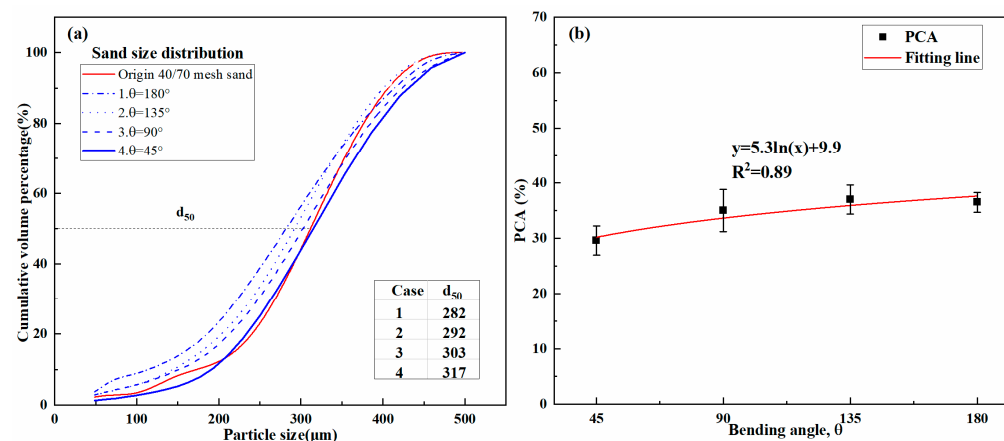 (a)
Sand size distribution
Origin 40/70 mesh sand
1.θ=180°
2.θ=135°
3.θ=90°
4.θ=45°
d50
Case d50
1 282
2 292
3 303
4 317
Cumulative volume percentage(%)
100
80
60
40
20
0
0 100 200 300 400 500
Particle size(μm)
(b)
PCA
Fitting line
y=5.3ln(x)+9.9
R²=0.89
PCA (%)
70
60
50
40
30
20
10
0
45 90 135 180
Bending angle, θ